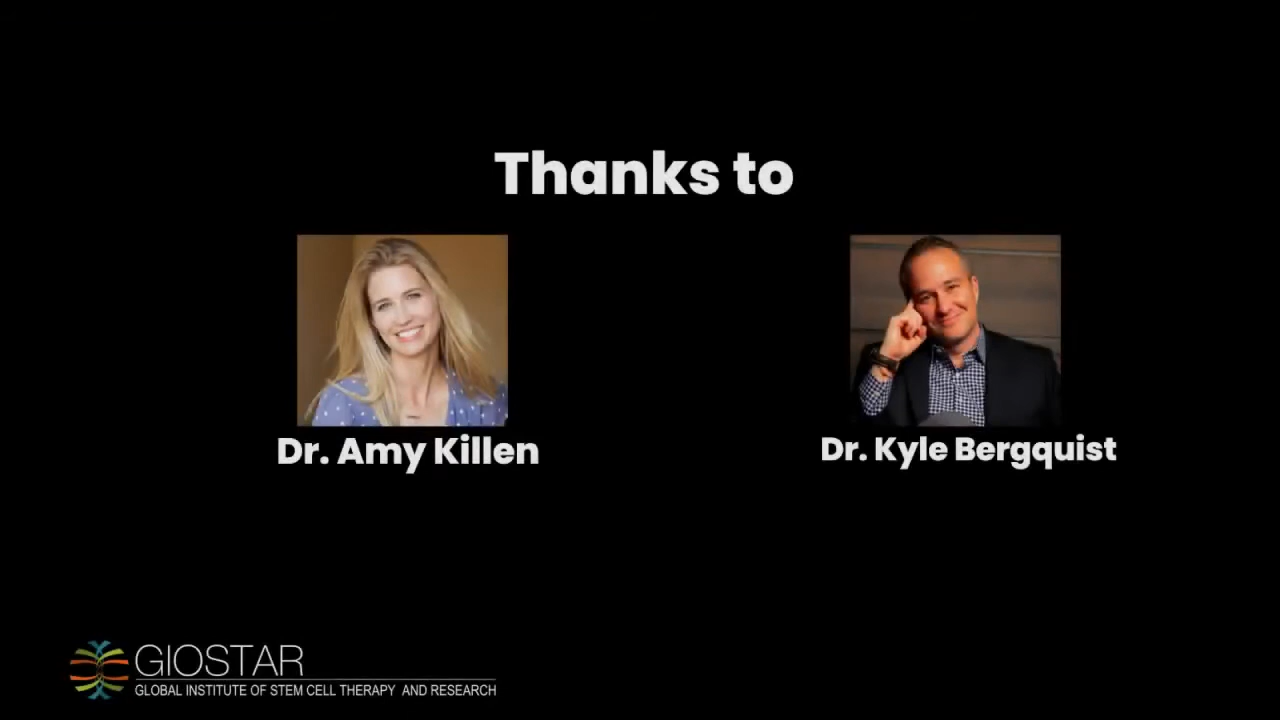 Thanks to
Dr. Amy Killen
Dr. Kyle Bergquist
GIOSTAR
GLOBAL INSTITUTE OF STEM CELL THERAPY AND RESEARCH